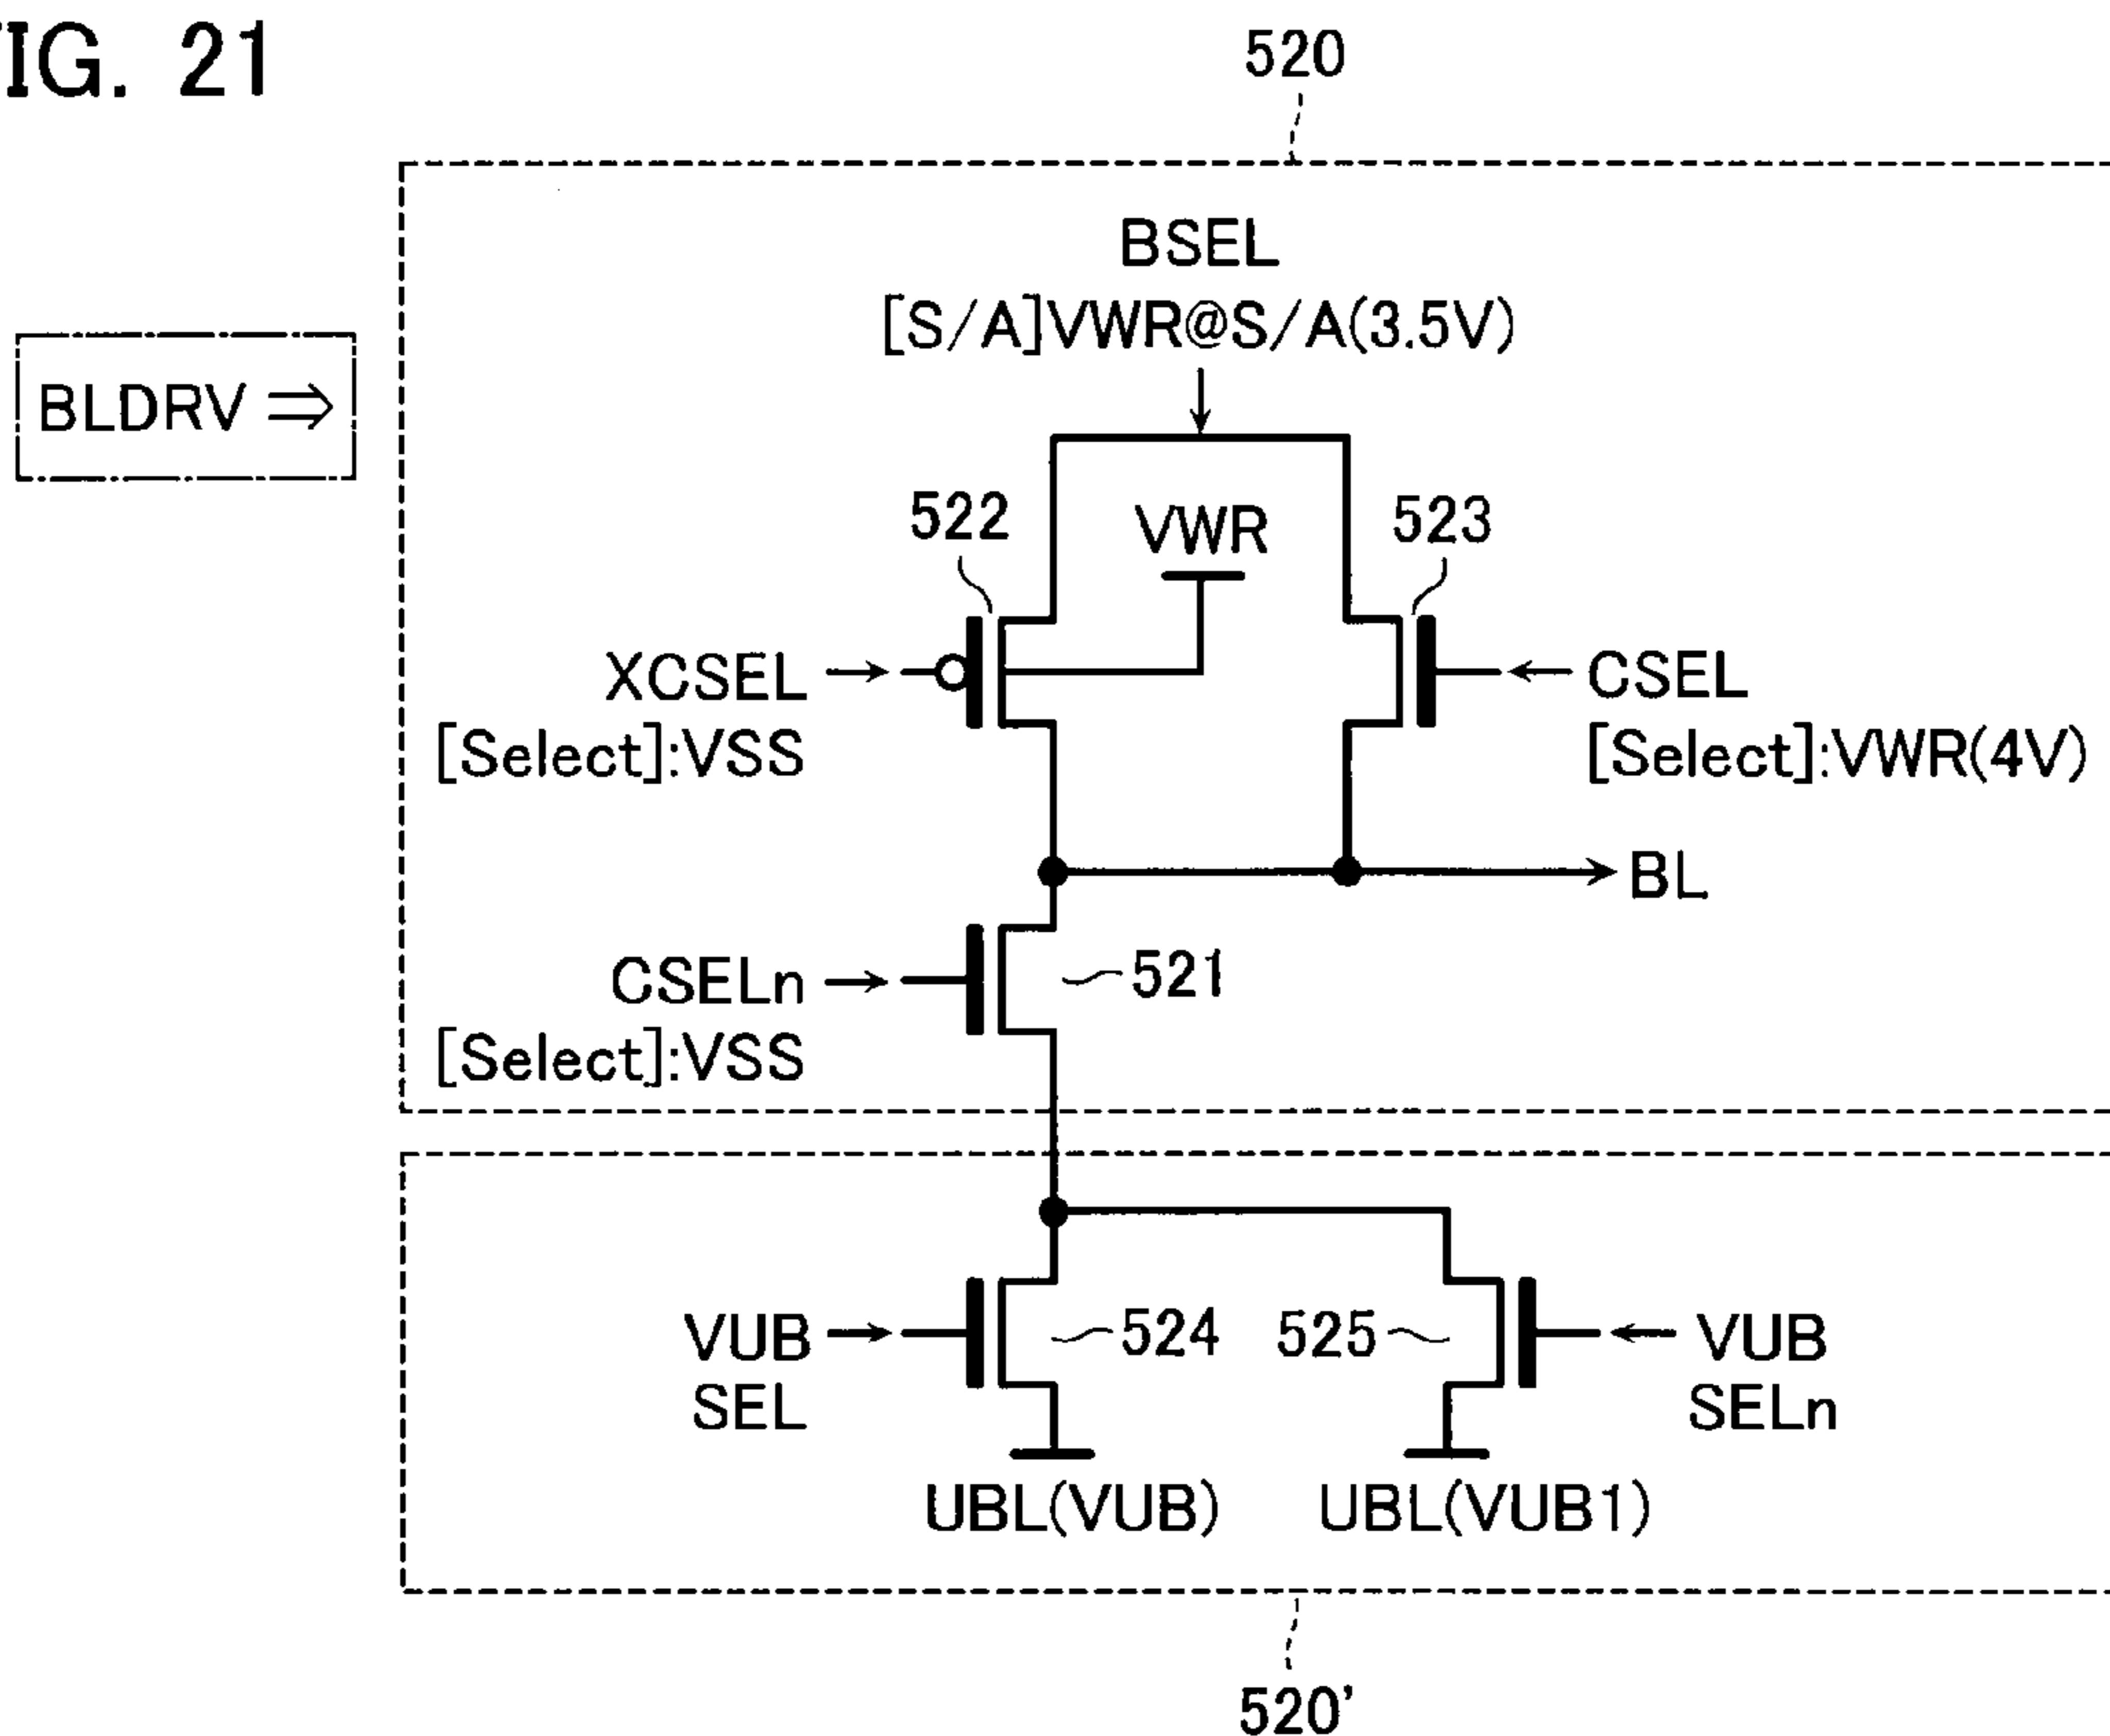 FIG. 21
520
BSEL
[S/A]VWR@S/A(3.5V)
BLDRV ⇒
522
VWR
523
XCSEL
[Select]:VSS
CSEL
[Select]:VWR(4V)
BL
CSELn
[Select]:VSS
521
VUB
SEL
524
525
VUB
SELn
UBL(VUB)
UBL(VUB1)
520'